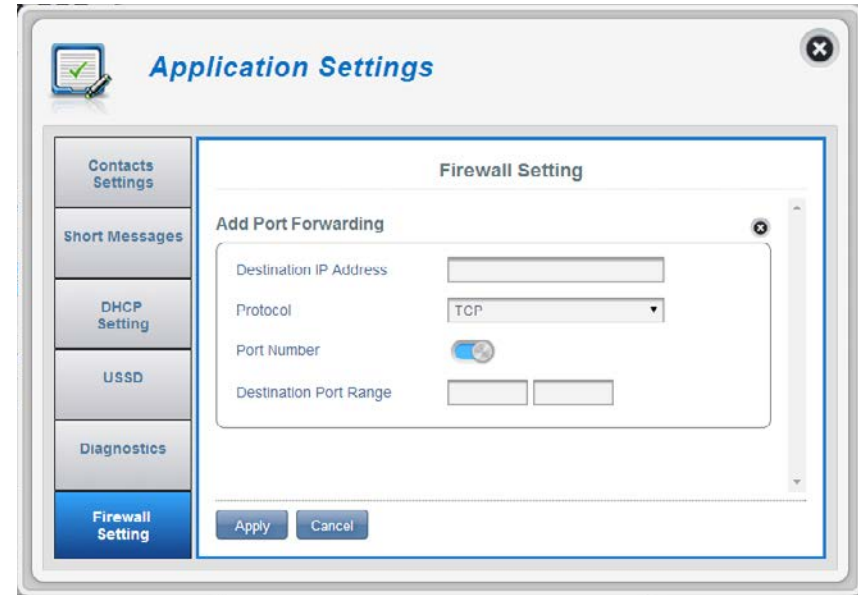 Application Settings
Contacts
Settings
Short Messages
DHCP
Setting
USSD
Diagnostics
Firewall
Setting
Firewall Setting
Add Port Forwarding
Destination IP Address
Protocol
TCP
Port Number
Destination Port Range
Apply
Cancel